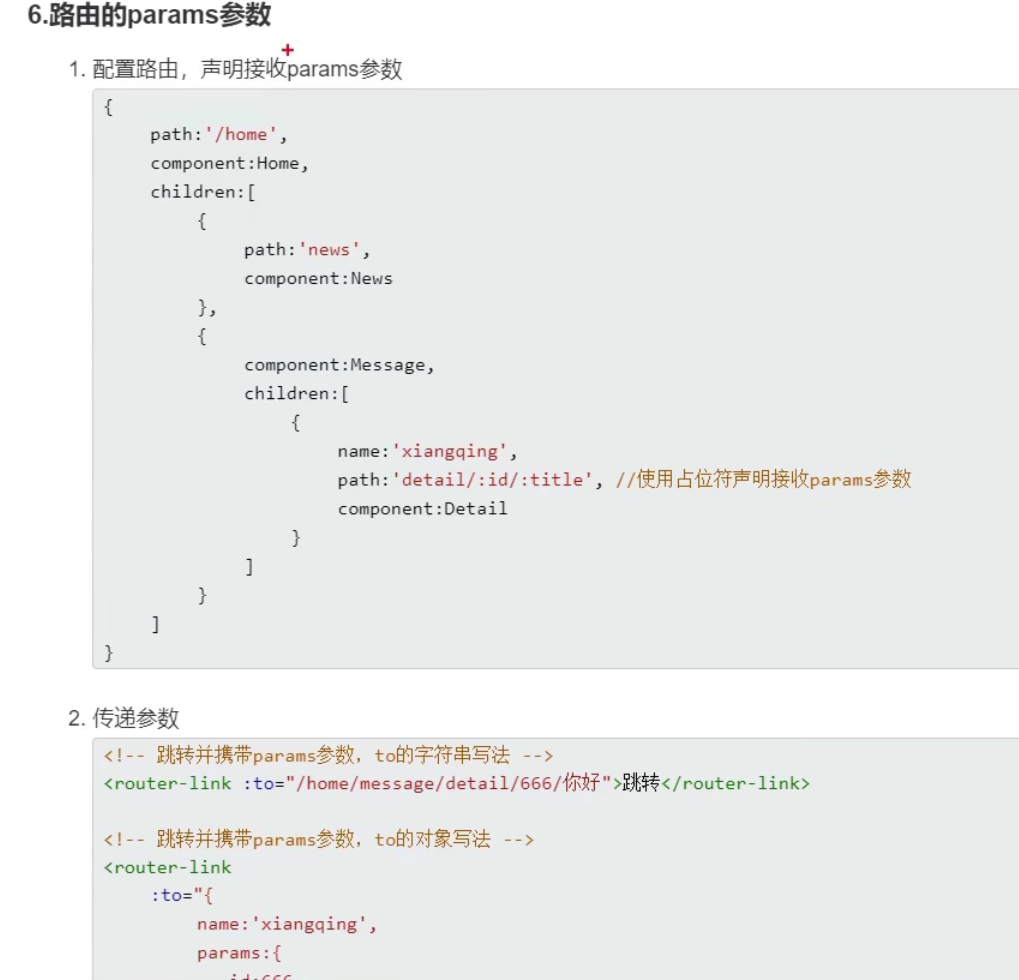 6.路由的params参数
1. 配置路由，声明接收params参数
{
path:'/home',
component:Home,
children:[
{
path:'news',
component:News
},
{
component:Message,
children:[
{
name:'xiangqing',
path:'detail/:id/:title', //使用占位符声明接收params参数
component:Detail
}
]
}
]
}
2. 传递参数
<!-- 跳转并携带params参数，to的字符串写法 -->
<router-link :to="/home/message/detail/666/你好">跳转</router-link>
<!-- 跳转并携带params参数，to的对象写法 -->
<router-link
:to="{
name:'xiangqing',
params:{
id:666